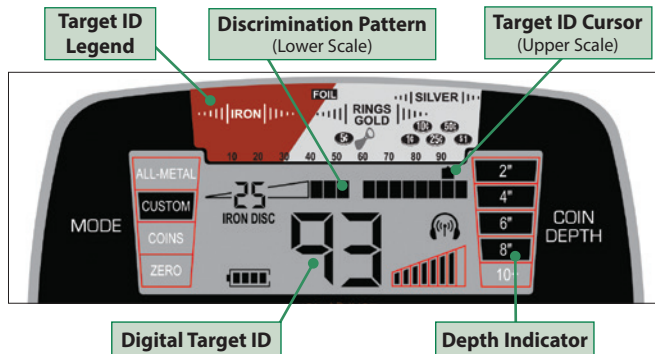 Target ID
Legend
Discrimination Pattern
(Lower Scale)
Target ID Cursor
(Upper Scale)
FOIL
SILVER
IRON
RINGS
GOLD
10¢ 50¢
5¢
1¢ 25¢ $1
10 20 30 40 50 60 70 80 90
ALL-METAL
CUSTOM
COINS
ZERO
MODE
25
IRON DISC
93
2"
4"
6"
8"
10+
COIN
DEPTH
Digital Target ID
Depth Indicator